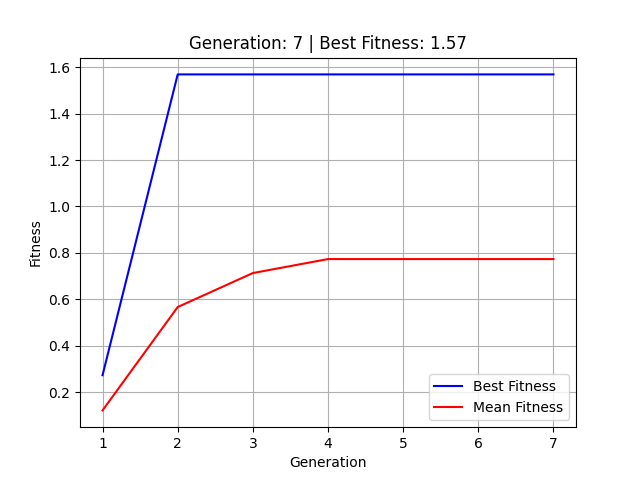 Generation: 7 | Best Fitness: 1.57
1.6
1.4
1.2
1.0
0.8
0.6
0.4
0.2
Fitness
Best Fitness
Mean Fitness
1 2 3 4 5 6 7
Generation